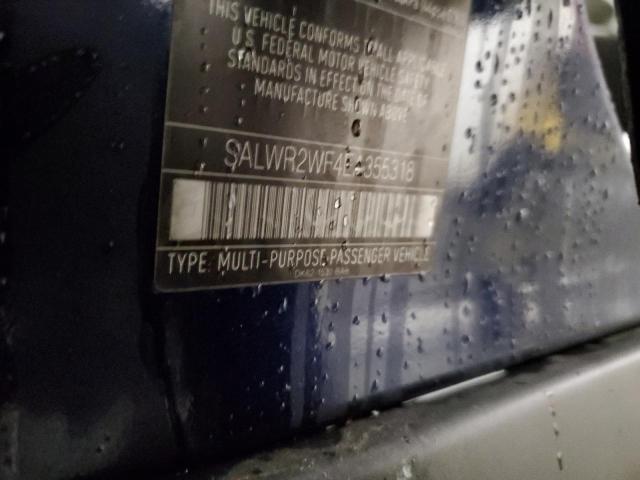 THIS VEHICLE CONFORMS TO ALL APPLICABLE
U.S. FEDERAL MOTOR VEHICLE SAFETY
STANDARDS IN EFFECT ON THE DATE OF
MANUFACTURE SHOWN ABOVE.
SALWR2WF4EA355318
TYPE: MULTI-PURPOSE PASSENGER VEHICLE